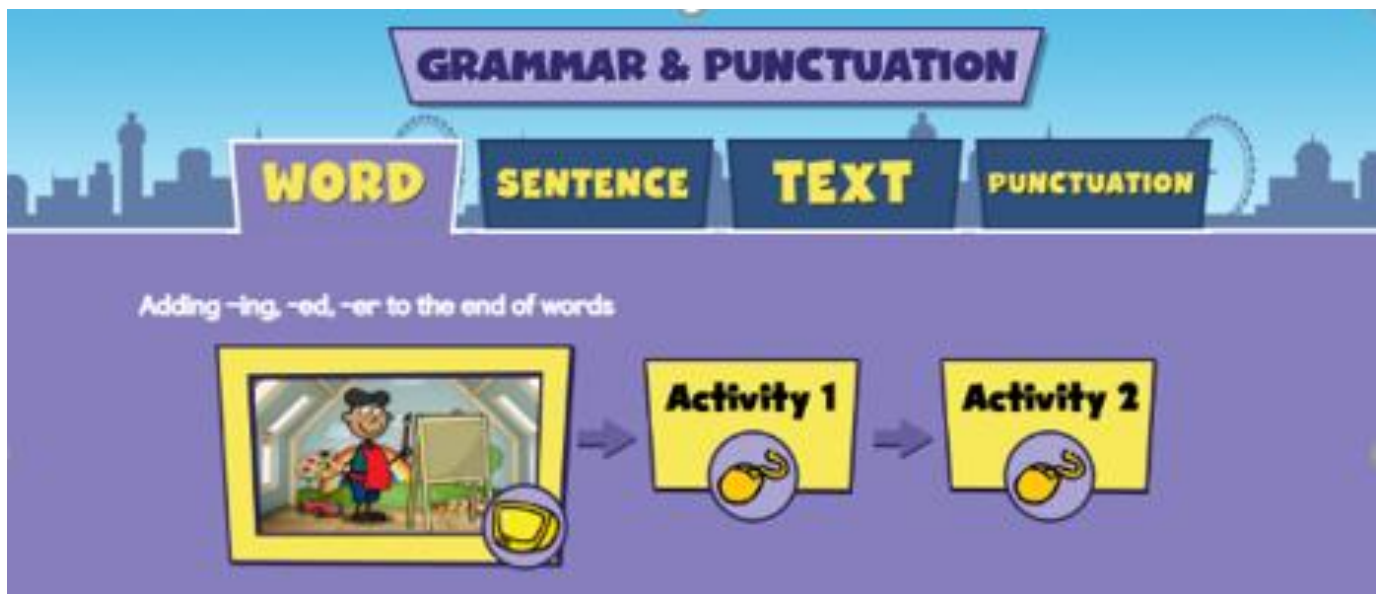 GRAMMAR & PUNCTUATION
WORD SENTENCE TEXT PUNCTUATION
Adding -ing, -ed, -er to the end of words
Activity 1 Activity 2